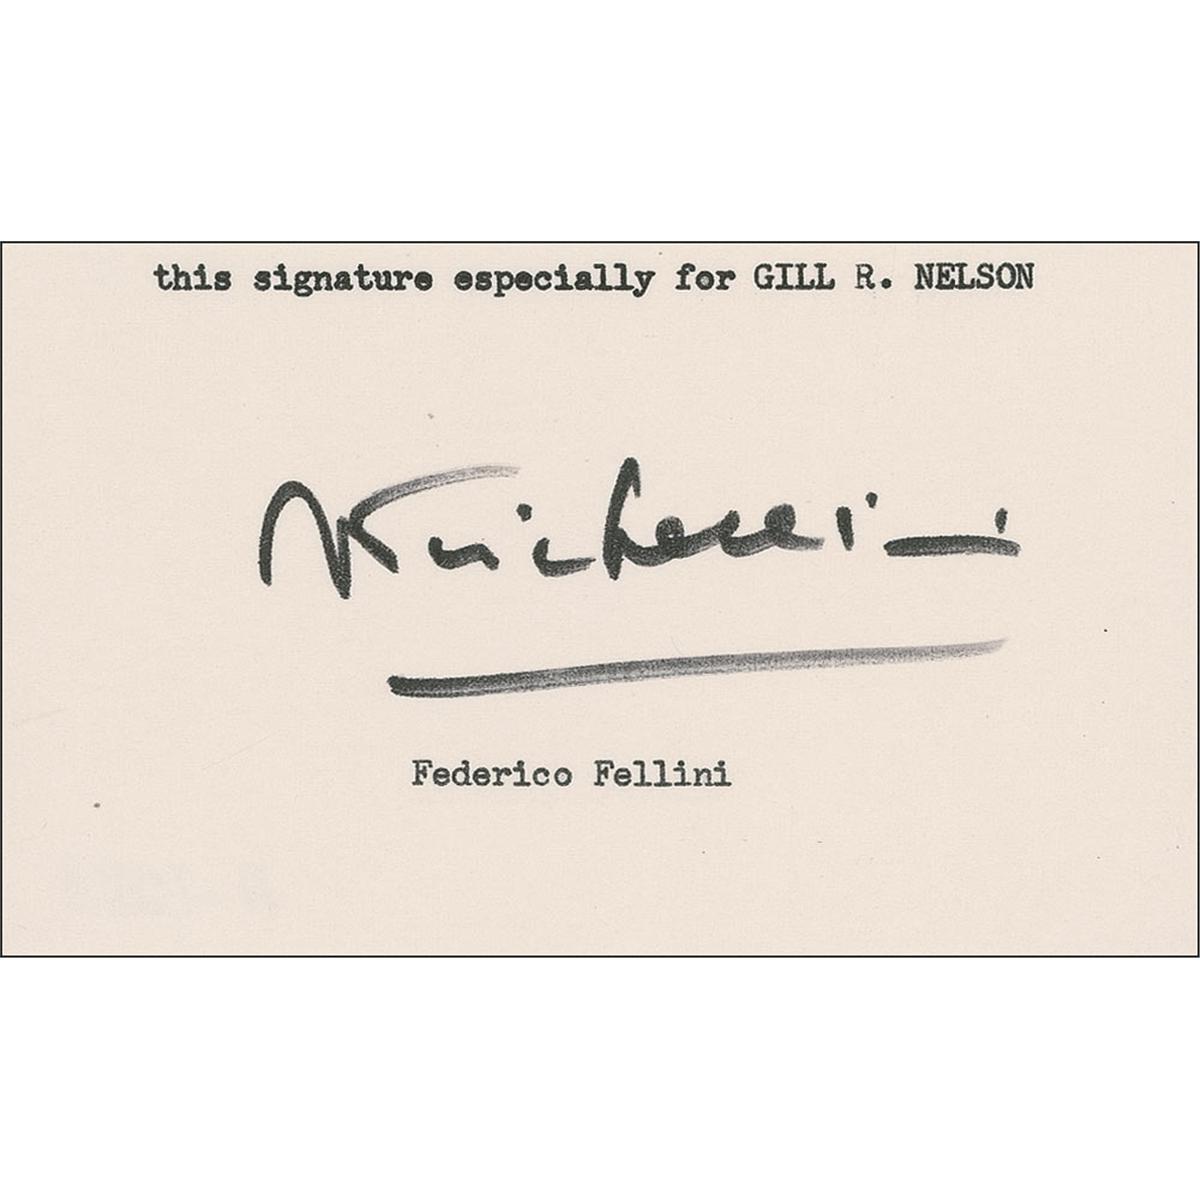 this signature especially for GILL R. NELSON
Federico Fellini